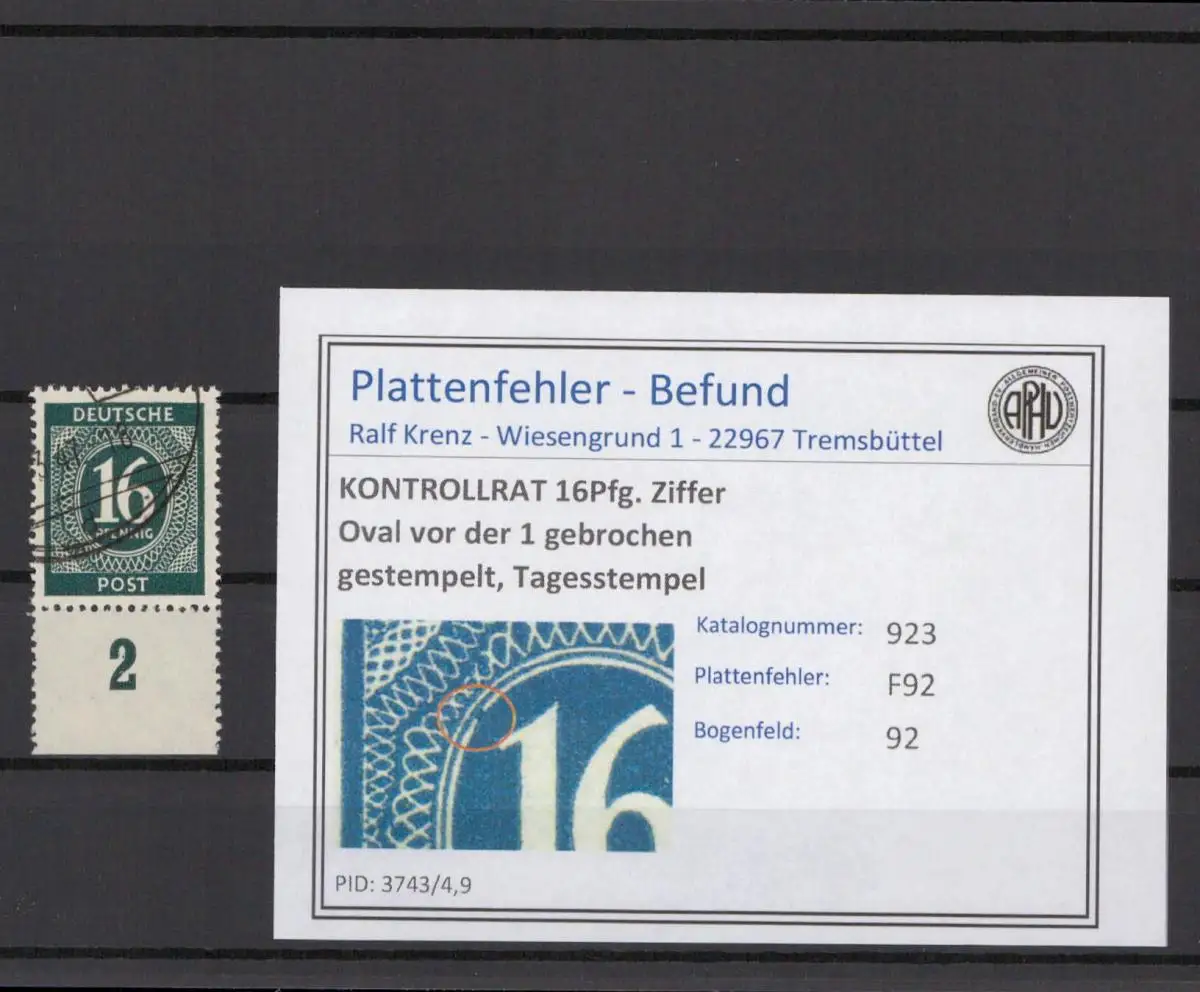 DEUTSCHE
16
PFENNIG
POST
2
Plattenfehler - Befund
Ralf Krenz - Wiesengrund 1 - 22967 Tremsbüttel
APHV
KONTROLLRAT 16Pfg. Ziffer
Oval vor der 1 gebrochen
gestempelt, Tagesstempel
16
Katalognummer: 923
Plattenfehler: F92
Bogenfeld: 92
PID: 3743/4,9